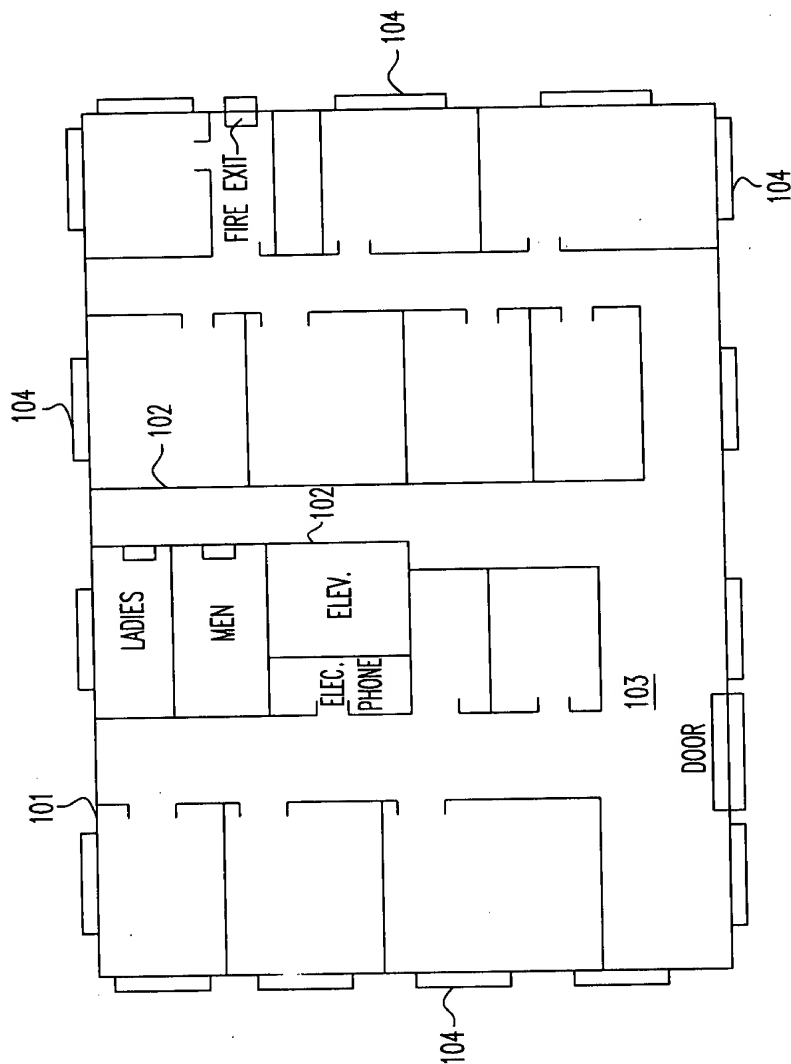 104
101
LADIES
102
MEN
FIRE EXIT
102
ELEV.
ELEC.
PHONE
104
104
103
DOOR
104